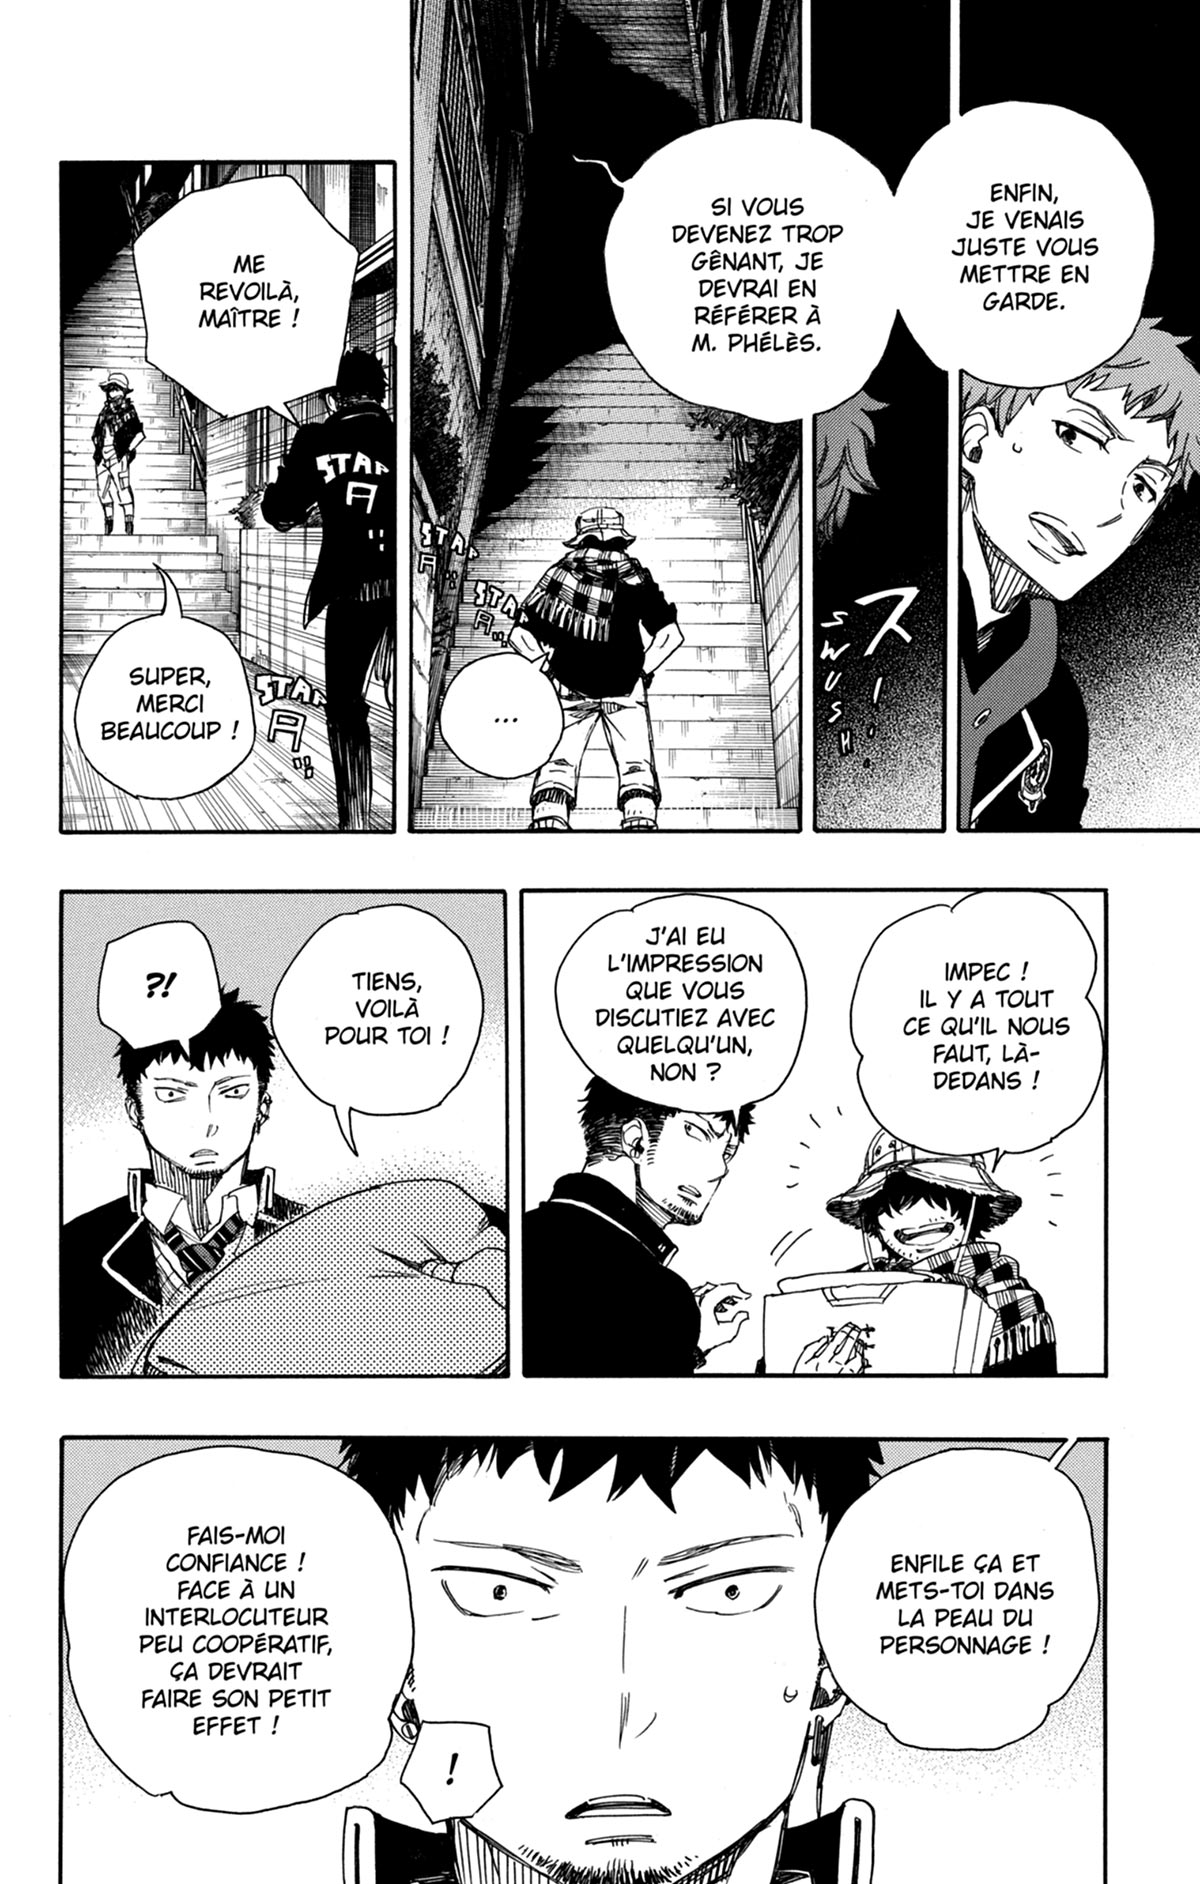 ENFIN,
JE VENAIS
JUSTE VOUS
METTRE EN
GARDE.
SI VOUS
DEVENEZ TROP
GÊNANT, JE
DEVRAI EN
RÉFÉRER À
M. PHÉLÈS.
スー
SWUSH
...
STAP
STAP
ME
REVOILÀ,
MAÎTRE !
STAP
STAP
SUPER,
MERCI
BEAUCOUP !
IMPEC !
IL Y A TOUT
CE QU'IL NOUS
FAUT, LÀ-
DEDANS !
J'AI EU
L'IMPRESSION
QUE VOUS
DISCUTIEZ AVEC
QUELQU'UN,
NON ?
TIENS,
VOILÀ
POUR TOI !
?!
ENFILE ÇA ET
METS-TOI DANS
LA PEAU DU
PERSONNAGE !
FAIS-MOI
CONFIANCE !
FACE À UN
INTERLOCUTEUR
PEU COOPÉRATIF,
ÇA DEVRAIT
FAIRE SON PETIT
EFFET !
!